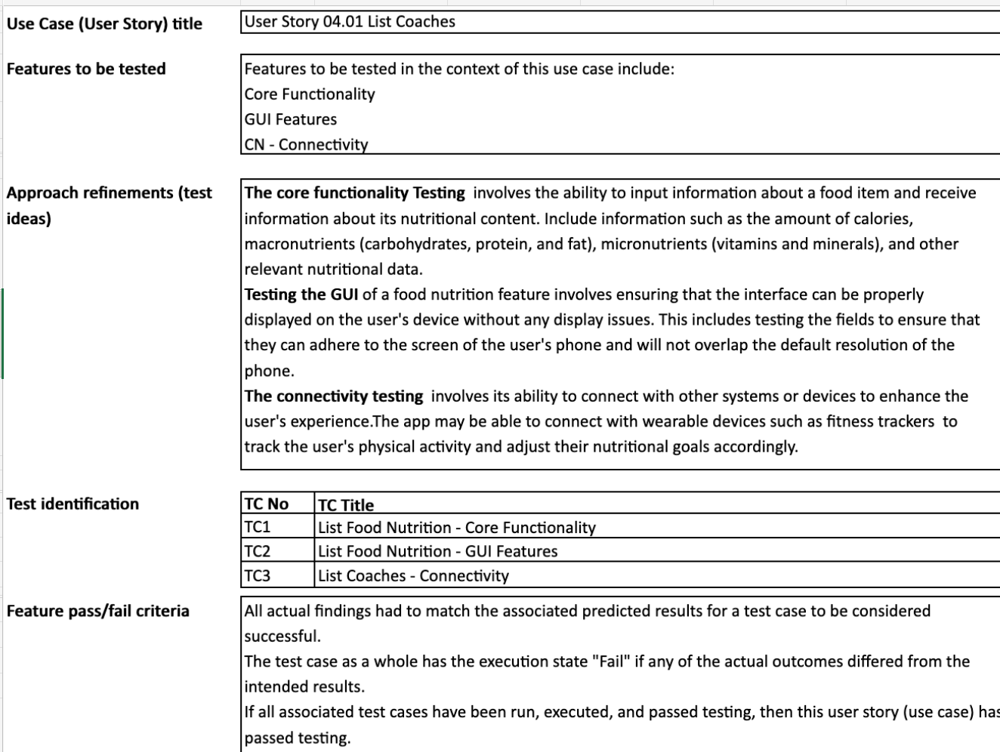 Use Case (User Story) title
User Story 04.01 List Coaches
Features to be tested
Features to be tested in the context of this use case include:
Core Functionality
GUI Features
CN - Connectivity
Approach refinements (test
ideas)
The core functionality Testing  involves the ability to input information about a food item and receive
information about its nutritional content. Include information such as the amount of calories,
macronutrients (carbohydrates, protein, and fat), micronutrients (vitamins and minerals), and other
relevant nutritional data.
Testing the GUI of a food nutrition feature involves ensuring that the interface can be properly
displayed on the user's device without any display issues. This includes testing the fields to ensure that
they can adhere to the screen of the user's phone and will not overlap the default resolution of the
phone.
The connectivity testing  involves its ability to connect with other systems or devices to enhance the
user's experience.The app may be able to connect with wearable devices such as fitness trackers  to
track the user's physical activity and adjust their nutritional goals accordingly.
Test identification
TC No TC Title
TC1 List Food Nutrition - Core Functionality
TC2 List Food Nutrition - GUI Features
TC3 List Coaches - Connectivity
Feature pass/fail criteria
All actual findings had to match the associated predicted results for a test case to be considered
successful.
The test case as a whole has the execution state "Fail" if any of the actual outcomes differed from the
intended results.
If all associated test cases have been run, executed, and passed testing, then this user story (use case) has
passed testing.